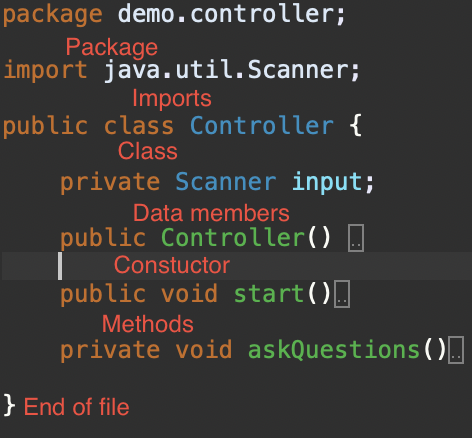 package demo.controller;
Package
import java.util.Scanner;
Imports
public class Controller {
Class
private Scanner input;
Data members
public Controller() ..
Constuctor
public void start()..
Methods
private void askQuestions()..
} End of file